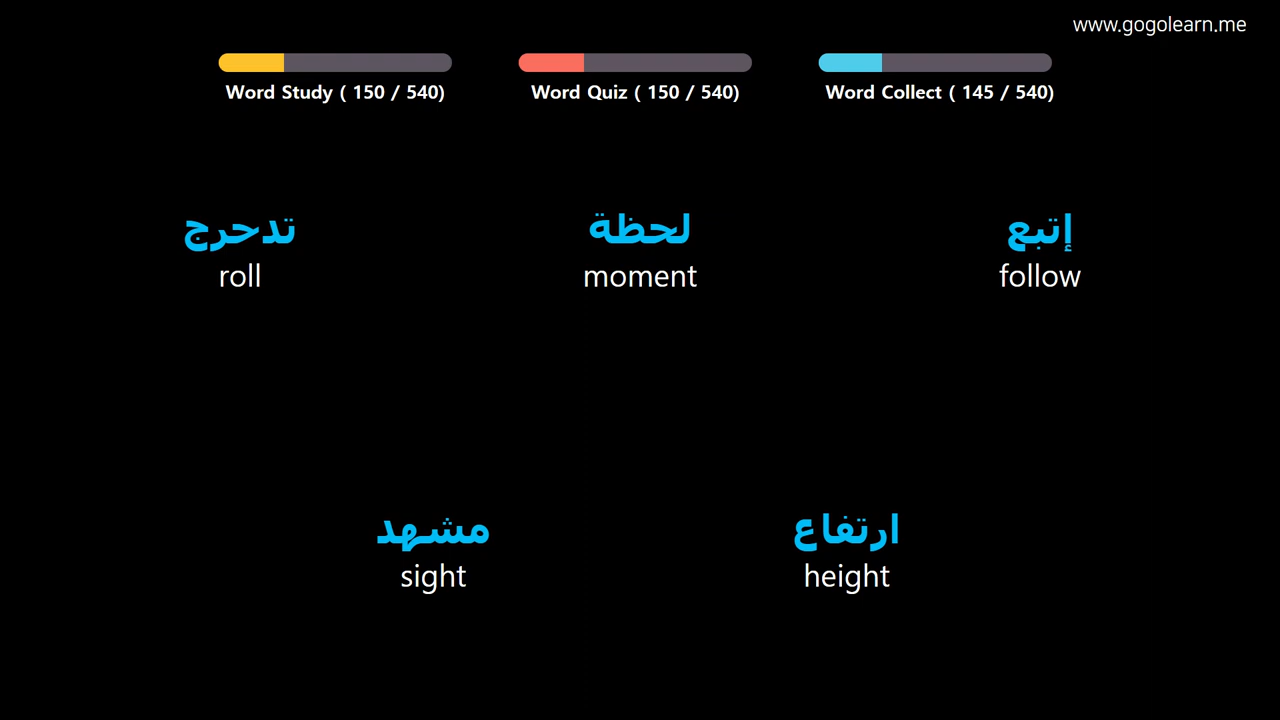 www.gogolearn.me
Word Study ( 150 / 540)
Word Quiz ( 150 / 540)
Word Collect ( 145 / 540)
تدحرج
roll
لحظة
moment
إتبع
follow
مشهد
sight
ارتفاع
height